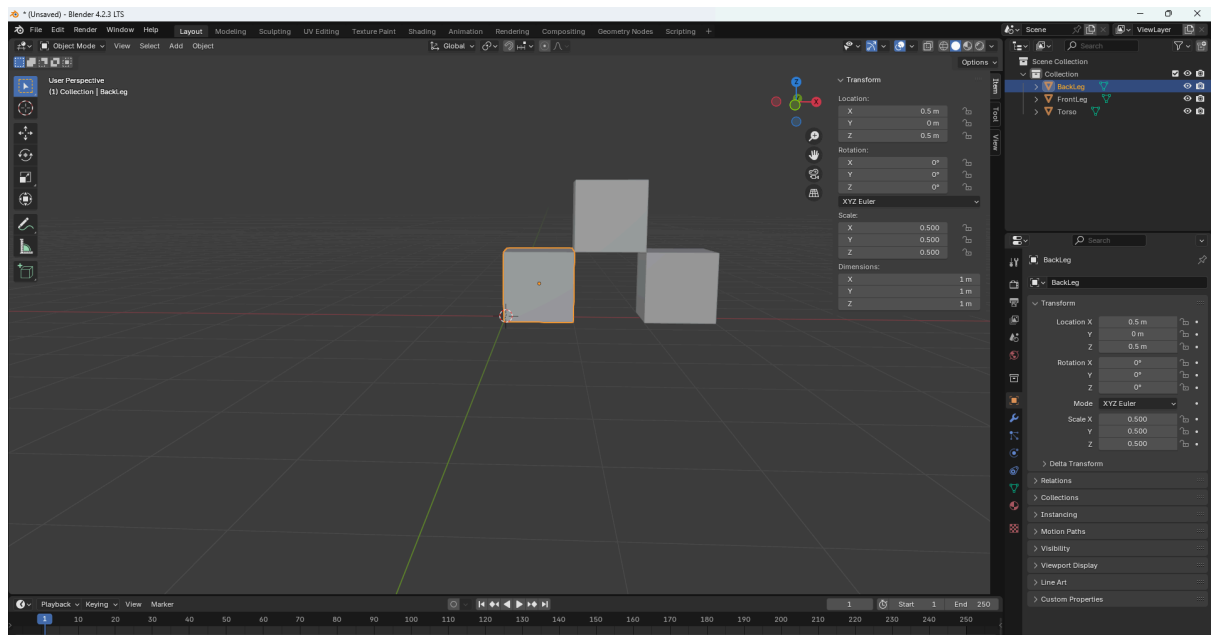 * (Unsaved) - Blender 4.2.3 LTS
File Edit Render Window Help Layout Modeling Sculpting UV Editing Texture Paint Shading Animation Rendering Compositing Geometry Nodes Scripting + Scene ViewLayer
Object Mode View Select Add Object Global Search
Options
User Perspective
(1) Collection | BackLeg
Z
X
Transform
Location:
X 0.5 m
Y 0 m
Z 0.5 m
Rotation:
X 0°
Y 0°
Z 0°
XYZ Euler
Scale:
X 0.500
Y 0.500
Z 0.500
Dimensions:
X 1 m
Y 1 m
Z 1 m
Item
Tool
View
Scene Collection
Collection
BackLeg
FrontLeg
Torso
Search
BackLeg
BackLeg
Transform
Location X 0.5 m
Y 0 m
Z 0.5 m
Rotation X 0°
Y 0°
Z 0°
Mode XYZ Euler
Scale X 0.500
Y 0.500
Z 0.500
Delta Transform
Relations
Collections
Instancing
Motion Paths
Visibility
Viewport Display
Line Art
Custom Properties
Playback Keying View Marker 1 Start 1 End 250
1 10 20 30 40 50 60 70 80 90 100 110 120 130 140 150 160 170 180 190 200 210 220 230 240 250